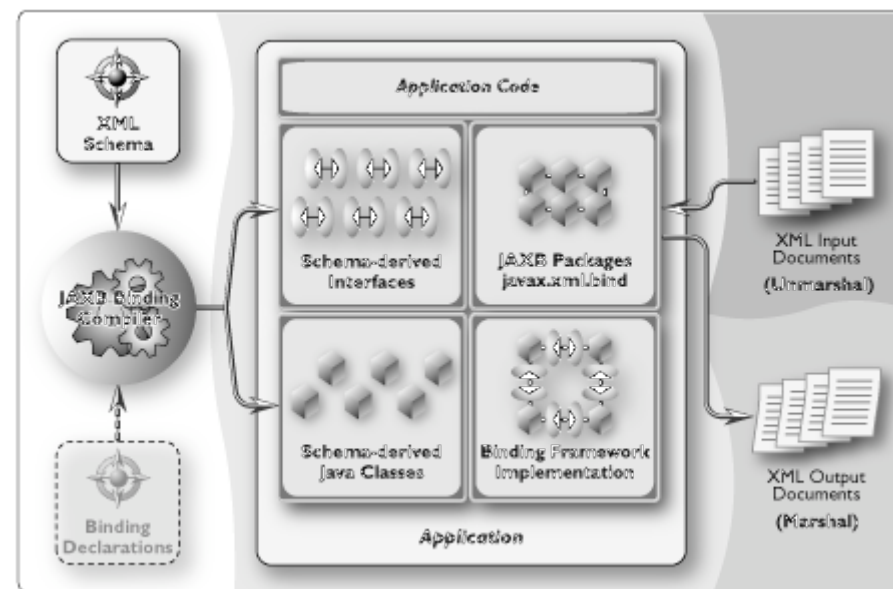 XML
Schema
JAXB Binding
Compiler
Binding
Declarations
Application Code
Schema-derived
Interfaces
JAXB Packages
javax.xml.bind
Schema-derived
Java Classes
Binding Framework
Implementation
Application
XML Input
Documents
(Unmarshal)
XML Output
Documents
(Marshal)